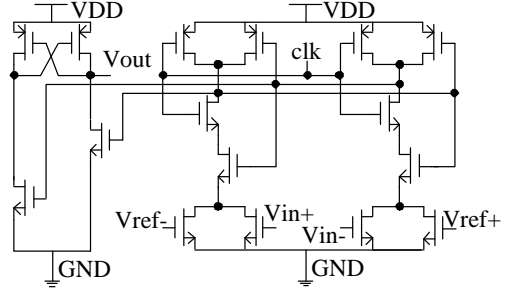 VDD
VDD
Vout
clk
Vref-
Vin+
Vin-
Vref+
GND
GND